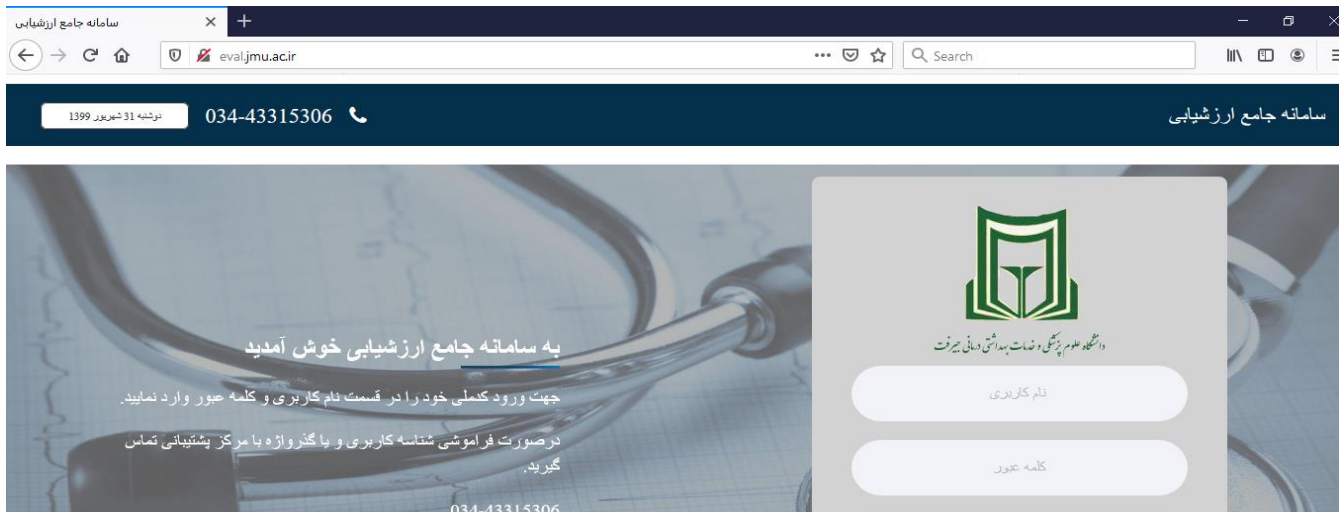 سامانه جامع ارزشیابی
eval.jmu.ac.ir
Search
سامانه جامع ارزشیابی
034-43315306
دوشنبه 31 شهریور 1399
دانشگاه علوم پزشکی و خدمات بهداشتی درمانی جیرفت
نام کاربری
کلمه عبور
به سامانه جامع ارزشیابی خوش آمدید
جهت ورود کدملی خود را در قسمت نام کاربری و کلمه عبور وارد نمایید.
درصورت فراموشی شناسه کاربری و یا گذرواژه با مرکز پشتیبانی تماس
گیرید.
034-43315306